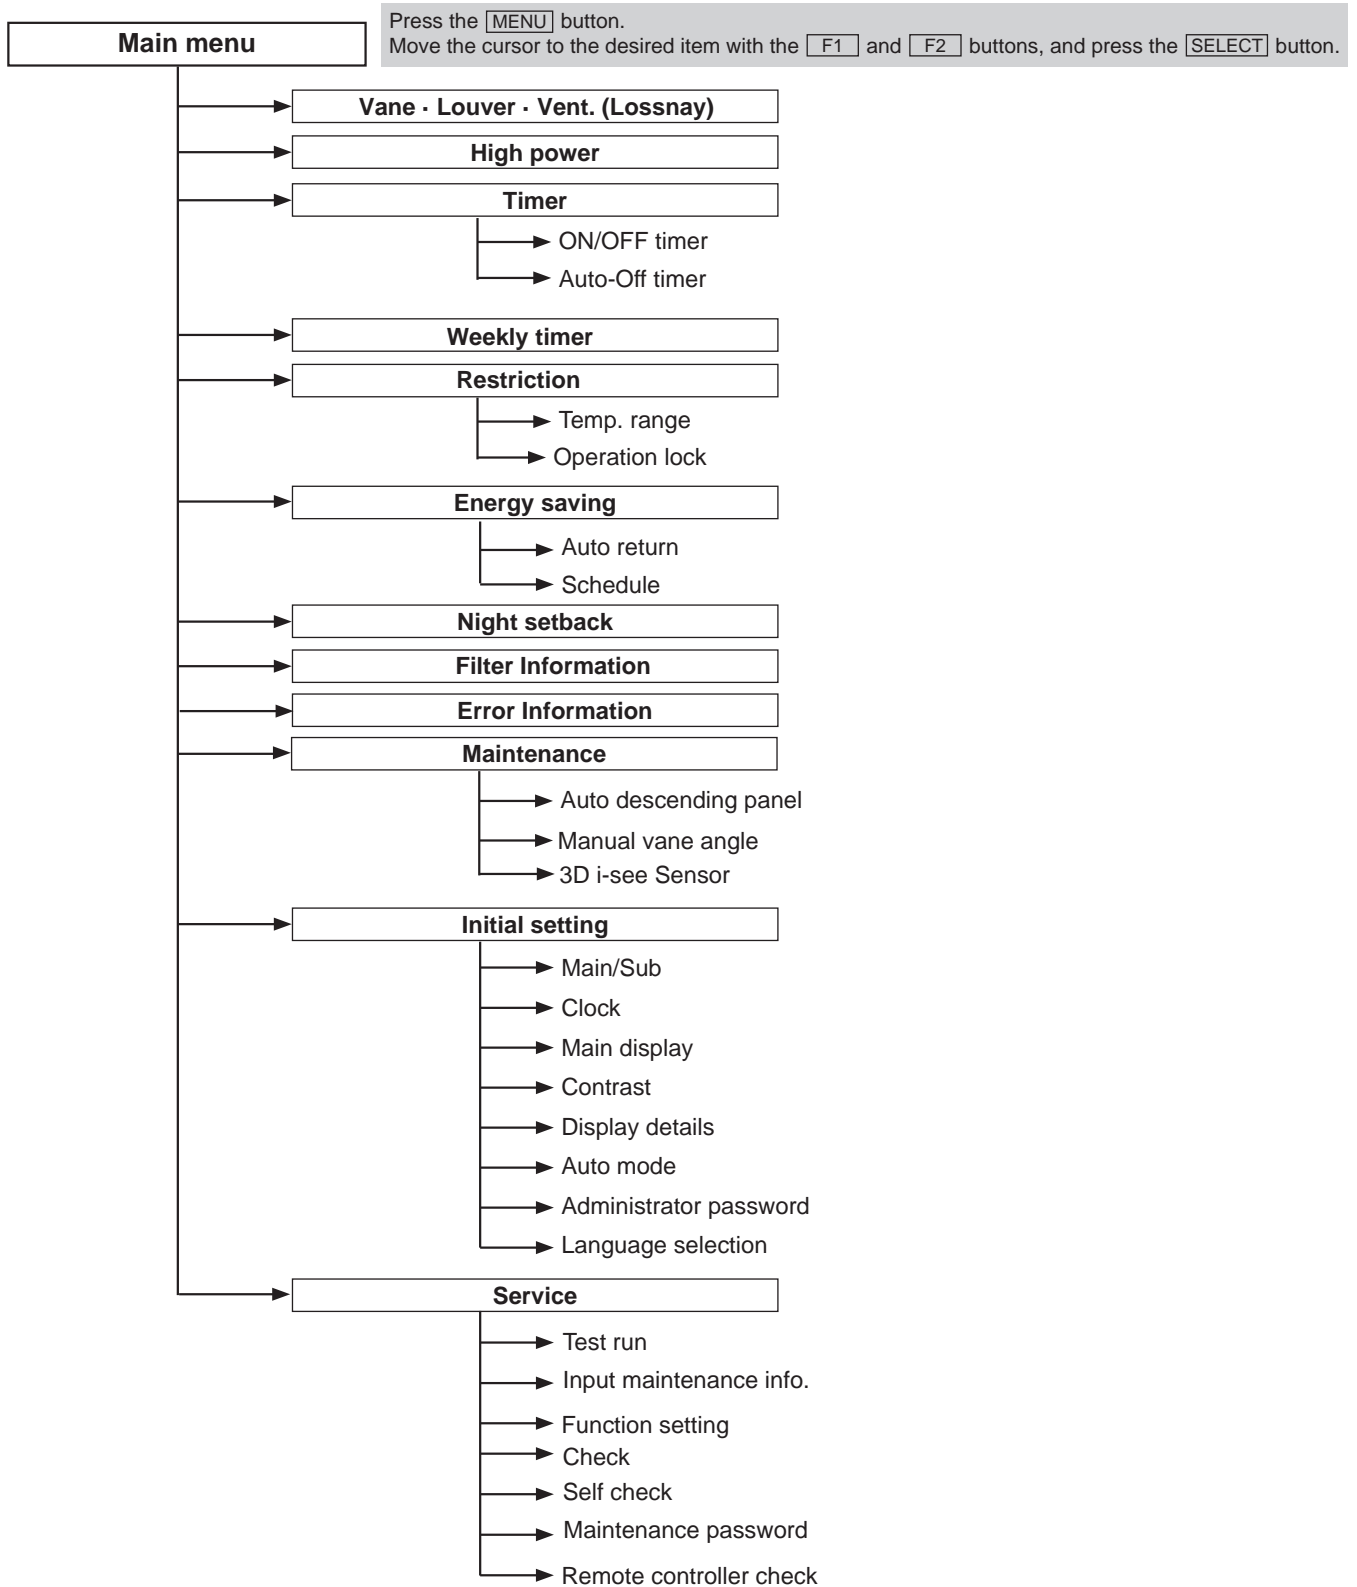 Main menu
Press the MENU button.
Move the cursor to the desired item with the F1 and F2 buttons, and press the SELECT button.
Vane · Louver · Vent. (Lossnay)
High power
Timer
ON/OFF timer
Auto-Off timer
Weekly timer
Restriction
Temp. range
Operation lock
Energy saving
Auto return
Schedule
Night setback
Filter Information
Error Information
Maintenance
Auto descending panel
Manual vane angle
3D i-see Sensor
Initial setting
Main/Sub
Clock
Main display
Contrast
Display details
Auto mode
Administrator password
Language selection
Service
Test run
Input maintenance info.
Function setting
Check
Self check
Maintenance password
Remote controller check